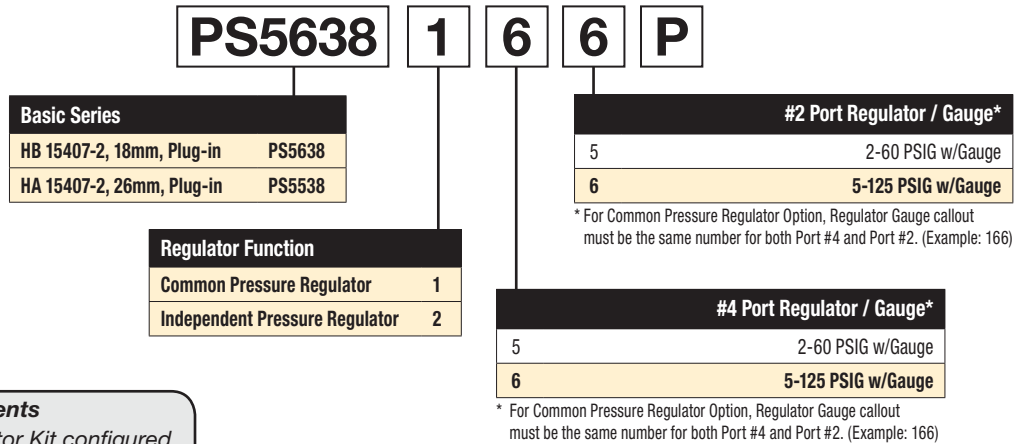 PS5638 1 6 6 P
Basic Series
HB 15407-2, 18mm, Plug-in PS5638
HA 15407-2, 26mm, Plug-in PS5538
#2 Port Regulator / Gauge*
5 2-60 PSIG w/Gauge
6 5-125 PSIG w/Gauge
* For Common Pressure Regulator Option, Regulator Gauge callout
must be the same number for both Port #4 and Port #2. (Example: 166)
Regulator Function
Common Pressure Regulator 1
Independent Pressure Regulator 2
#4 Port Regulator / Gauge*
5 2-60 PSIG w/Gauge
6 5-125 PSIG w/Gauge
* For Common Pressure Regulator Option, Regulator Gauge callout
must be the same number for both Port #4 and Port #2. (Example: 166)
ents
tor Kit configured